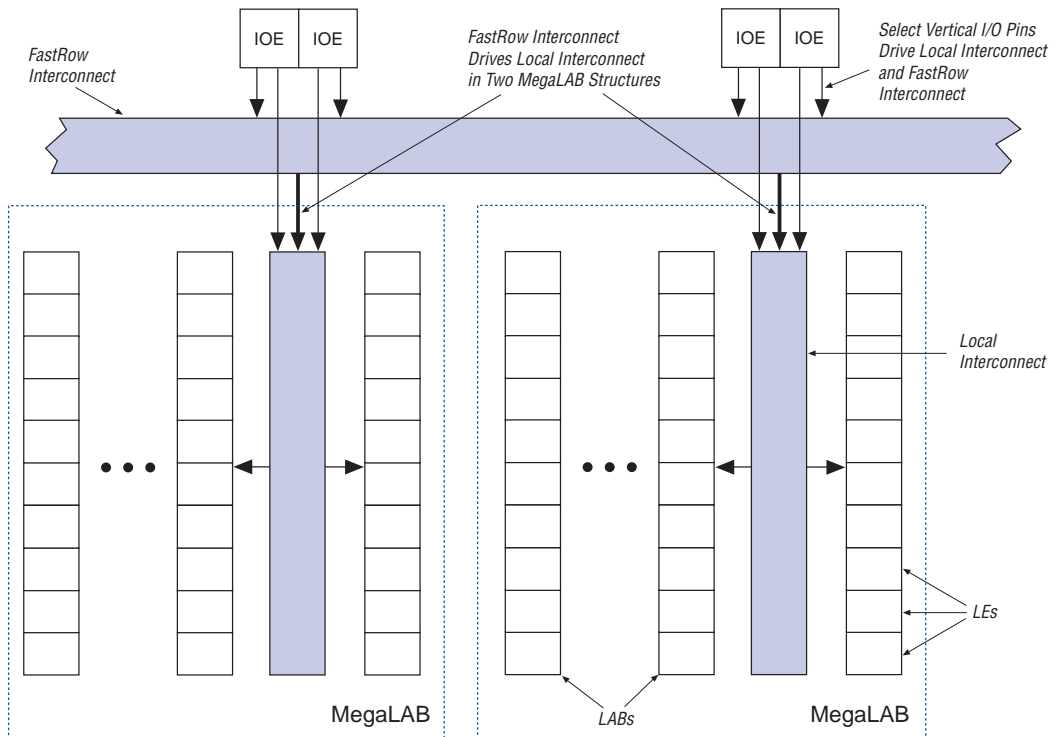 FastRow
Interconnect
IOE IOE
FastRow Interconnect
Drives Local Interconnect
in Two MegaLAB Structures
IOE IOE
Select Vertical I/O Pins
Drive Local Interconnect
and FastRow
Interconnect
Local
Interconnect
LEs
LABs
MegaLAB
MegaLAB